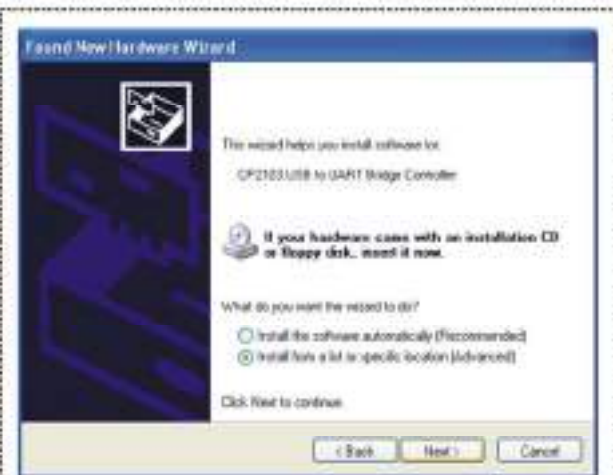 Found New Hardware Wizard
This wizard helps you install software for:
CP2103 USB to UART Bridge Controller
If your hardware came with an installation CD
or floppy disk, insert it now.
What do you want the wizard to do?
Install the software automatically (Recommended)
Install from a list or specific location (Advanced)
Click Next to continue.
< Back
Next >
Cancel